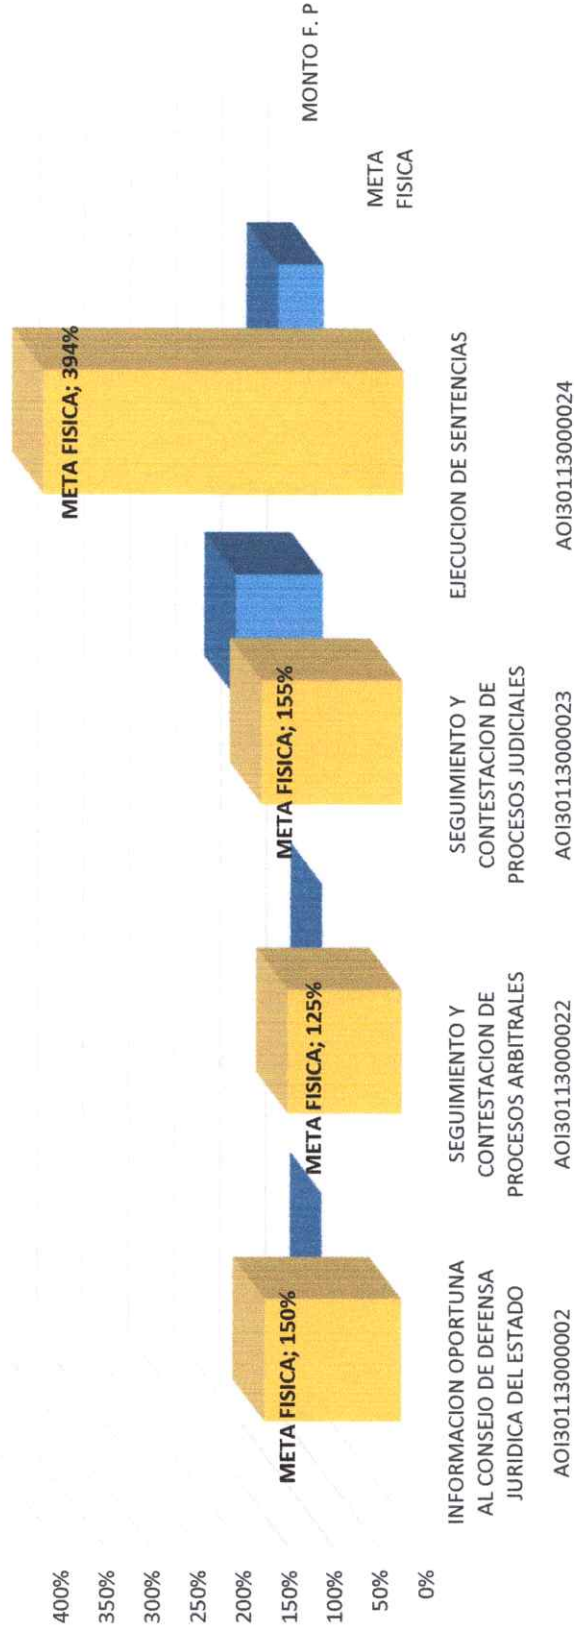 400%
350%
300%
250%
200%
150%
100%
50%
0%
META FISICA; 150%
META FISICA; 125%
META FISICA; 155%
META FISICA; 394%
MONTO F. P
META
FISICA
INFORMACION OPORTUNA
AL CONSEJO DE DEFENSA
JURIDICA DEL ESTADO
AOI30113000002
SEGUIMIENTO Y
CONTESTACION DE
PROCESOS ARBITRALES
AOI30113000022
SEGUIMIENTO Y
CONTESTACION DE
PROCESOS JUDICIALES
AOI30113000023
EJECUCION DE SENTENCIAS
AOI30113000024